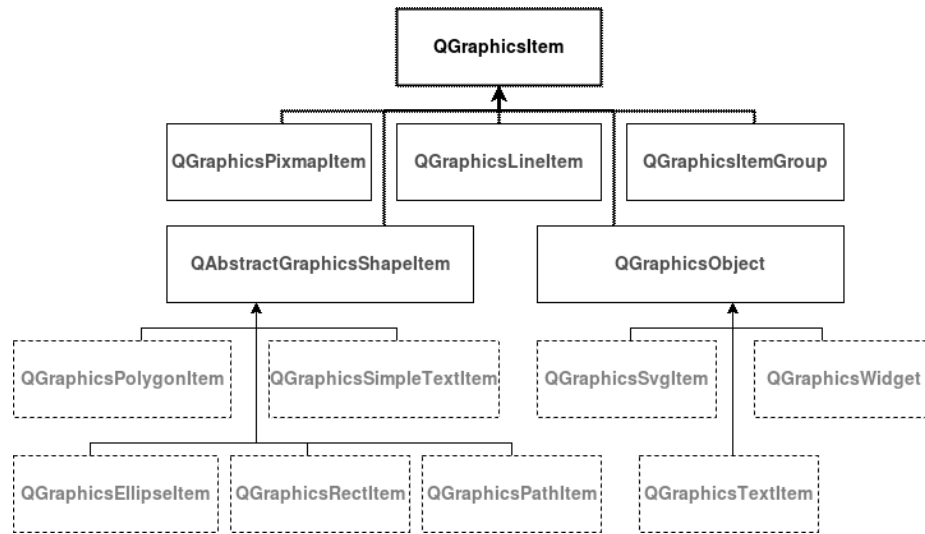 QGraphicsItem
QGraphicsPixmapItem
QGraphicsLineItem
QGraphicsItemGroup
QAbstractGraphicsShapeItem
QGraphicsObject
QGraphicsPolygonItem
QGraphicsSimpleTextItem
QGraphicsSvgItem
QGraphicsWidget
QGraphicsEllipseItem
QGraphicsRectItem
QGraphicsPathItem
QGraphicsTextItem